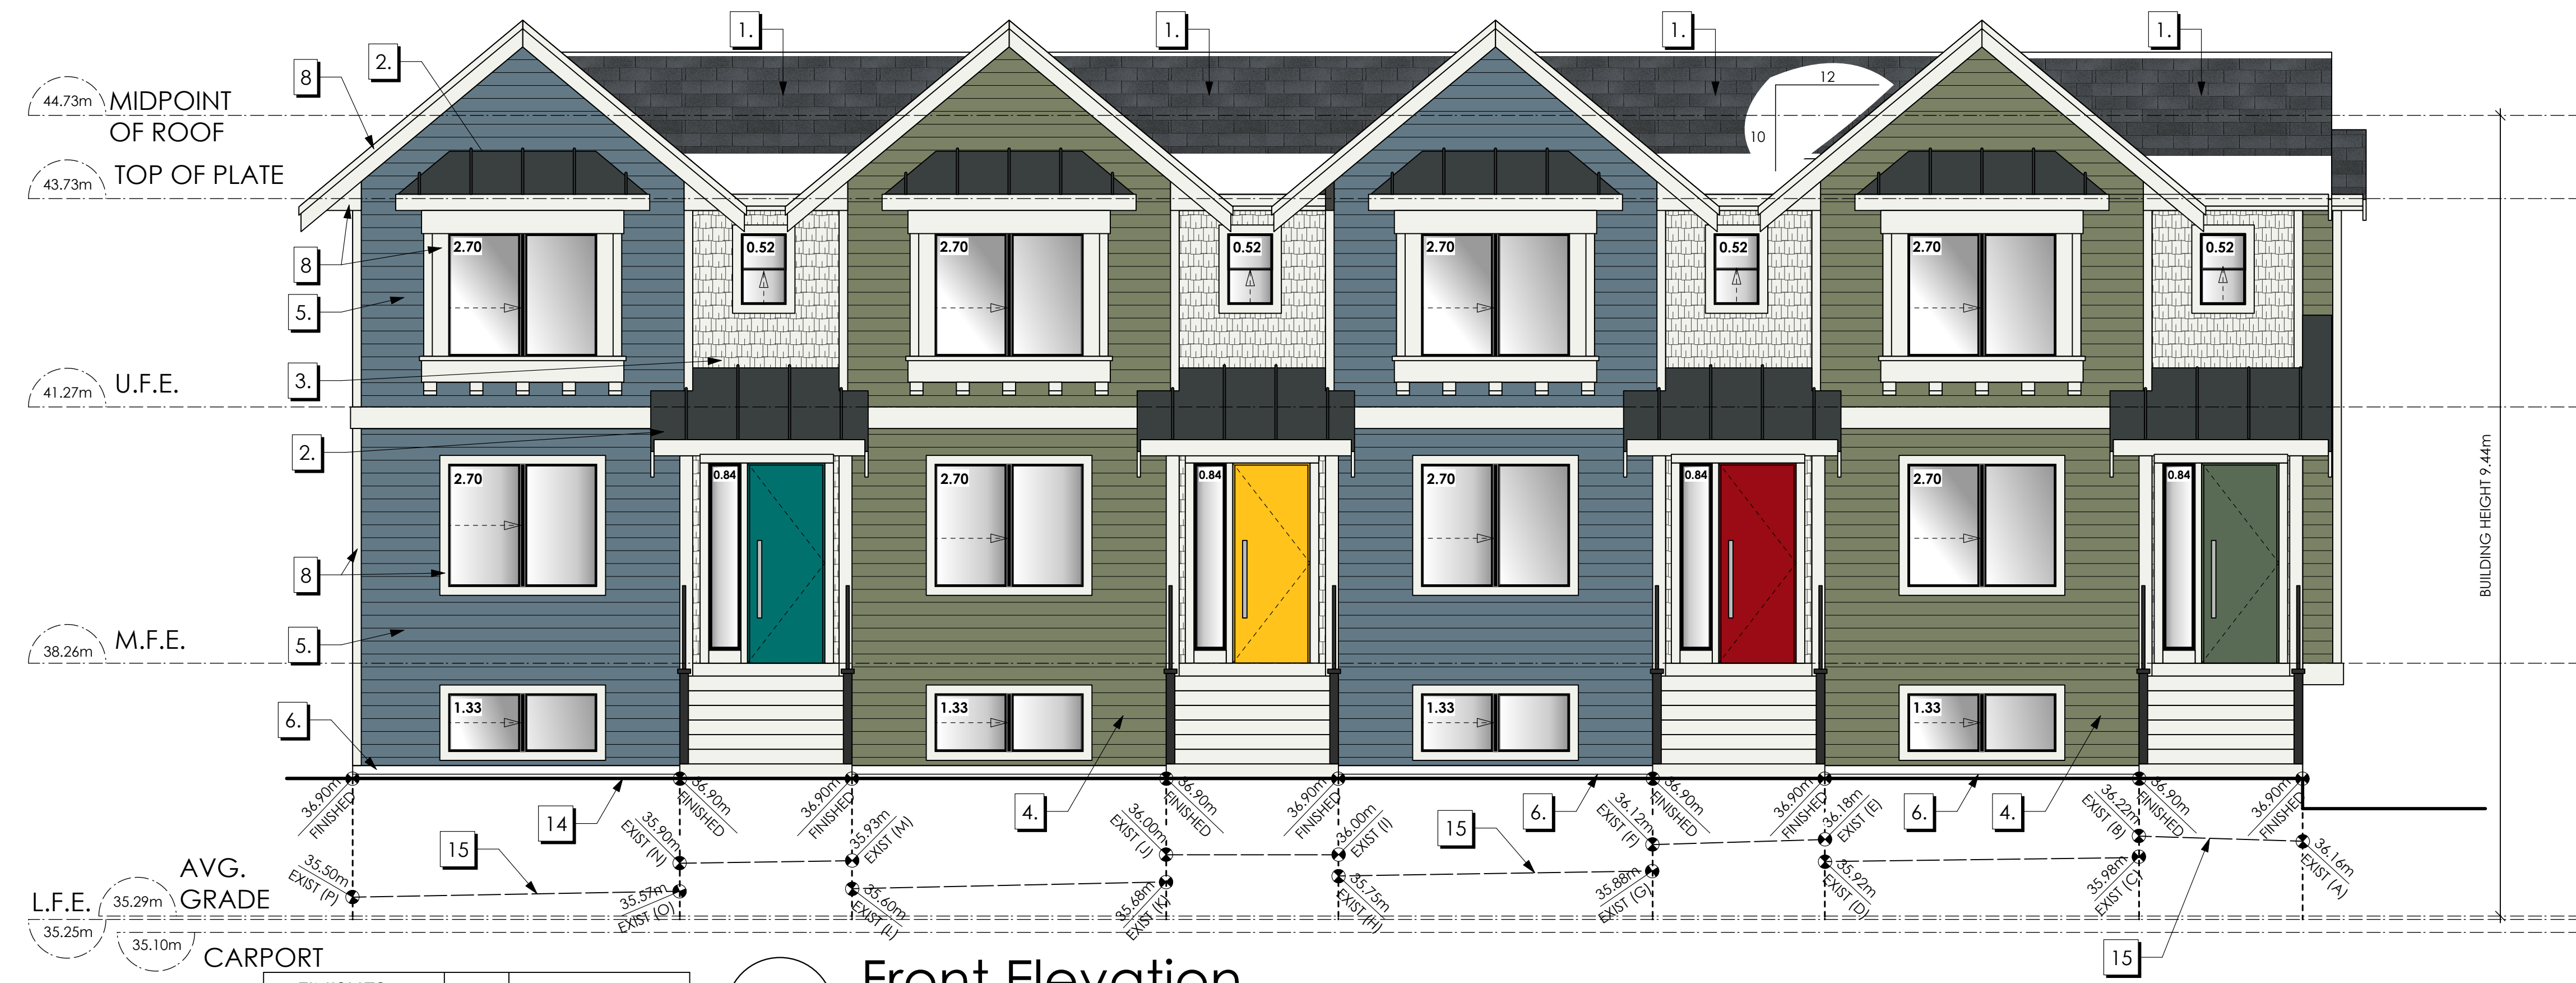 1.
1.
1.
1.
2.
8
12
10
44.73m
MIDPOINT
OF ROOF
43.73m
TOP OF PLATE
8
2.70
0.52
2.70
0.52
2.70
0.52
2.70
0.52
5.
3.
41.27m
U.F.E.
2.
2.70
0.84
2.70
0.84
2.70
0.84
2.70
0.84
BUILDING HEIGHT 9.44m
8
5.
38.26m
M.F.E.
1.33
1.33
1.33
1.33
6.
36.90m
FINISHED
36.90m
FINISHED
36.90m
FINISHED
36.90m
FINISHED
36.90m
FINISHED
36.90m
FINISHED
36.90m
FINISHED
36.90m
FINISHED
36.90m
FINISHED
14
4.
6.
6.
4.
15
15
15
35.50m
EXIST (P)
35.90m
EXIST (N)
35.57m
EXIST (O)
35.93m
EXIST (M)
35.60m
EXIST (L)
36.00m
EXIST (J)
35.68m
EXIST (K)
36.00m
EXIST (I)
35.75m
EXIST (H)
36.12m
EXIST (F)
35.88m
EXIST (G)
36.18m
EXIST (E)
35.92m
EXIST (D)
36.22m
EXIST (B)
35.98m
EXIST (C)
36.16m
EXIST (A)
AVG.
GRADE
35.29m
L.F.E.
35.25m
35.10m
CARPORT
Front Elevation